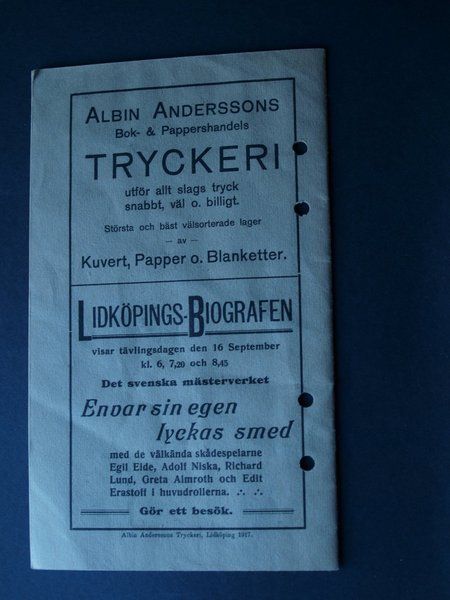 ALBIN ANDERSSONS
Bok- & Pappershandels
TRYCKERI
utför allt slags tryck
snabbt, väl o. billigt.
Största och bäst välsorterade lager
— av —
Kuvert, Papper o. Blanketter.
LIDKÖPINGS-BIOGRAFEN
visar tävlingsdagen den 16 September
kl. 6, 7,20 och 8,45
Det svenska mästerverket
Envar sin egen
lyckas smed
med de välkända skådespelarne
Egil Eide, Adolf Niska, Richard
Lund, Greta Almroth och Edit
Erastoff i huvudrollerna. ∴ ∴
Gör ett besök.
Albin Anderssons Tryckeri, Lidköping 1917.